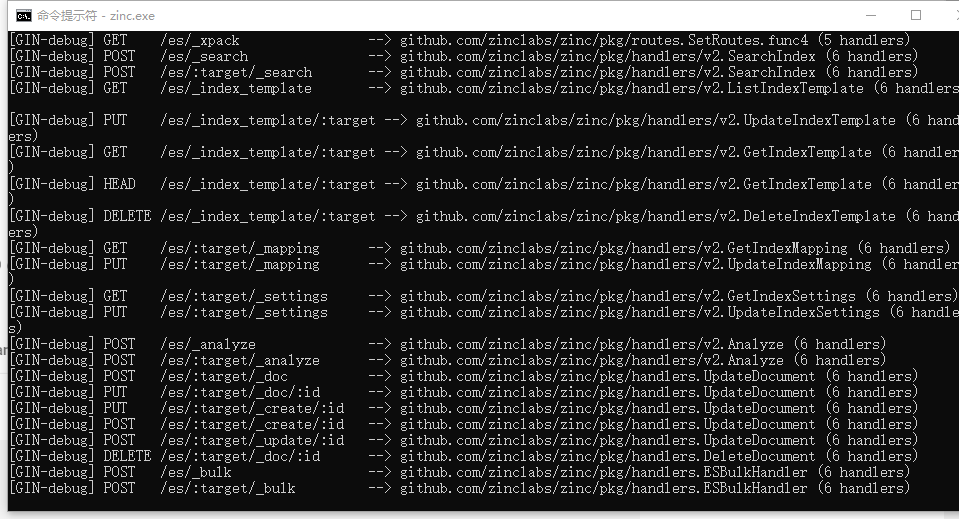 命令提示符 - zinc.exe
[GIN-debug] GET    /es/_xpack                --> github.com/zinclabs/zinc/pkg/routes.SetRoutes.func4 (5 handlers)
[GIN-debug] POST   /es/_search               --> github.com/zinclabs/zinc/pkg/handlers/v2.SearchIndex (6 handlers)
[GIN-debug] POST   /es/:target/_search       --> github.com/zinclabs/zinc/pkg/handlers/v2.SearchIndex (6 handlers)
[GIN-debug] GET    /es/_index_template       --> github.com/zinclabs/zinc/pkg/handlers/v2.ListIndexTemplate (6 handlers
[GIN-debug] PUT    /es/_index_template/:target --> github.com/zinclabs/zinc/pkg/handlers/v2.UpdateIndexTemplate (6 hand
ers)
[GIN-debug] GET    /es/_index_template/:target --> github.com/zinclabs/zinc/pkg/handlers/v2.GetIndexTemplate (6 handler
)
[GIN-debug] HEAD   /es/_index_template/:target --> github.com/zinclabs/zinc/pkg/handlers/v2.GetIndexTemplate (6 handler
)
[GIN-debug] DELETE /es/_index_template/:target --> github.com/zinclabs/zinc/pkg/handlers/v2.DeleteIndexTemplate (6 hand
ers)
[GIN-debug] GET    /es/:target/_mapping      --> github.com/zinclabs/zinc/pkg/handlers/v2.GetIndexMapping (6 handlers)
[GIN-debug] PUT    /es/:target/_mapping      --> github.com/zinclabs/zinc/pkg/handlers/v2.UpdateIndexMapping (6 handler
)
[GIN-debug] GET    /es/:target/_settings     --> github.com/zinclabs/zinc/pkg/handlers/v2.GetIndexSettings (6 handlers)
[GIN-debug] PUT    /es/:target/_settings     --> github.com/zinclabs/zinc/pkg/handlers/v2.UpdateIndexSettings (6 handle
s)
[GIN-debug] POST   /es/_analyze              --> github.com/zinclabs/zinc/pkg/handlers/v2.Analyze (6 handlers)
[GIN-debug] POST   /es/:target/_analyze      --> github.com/zinclabs/zinc/pkg/handlers/v2.Analyze (6 handlers)
[GIN-debug] POST   /es/:target/_doc          --> github.com/zinclabs/zinc/pkg/handlers.UpdateDocument (6 handlers)
[GIN-debug] PUT    /es/:target/_doc/:id      --> github.com/zinclabs/zinc/pkg/handlers.UpdateDocument (6 handlers)
[GIN-debug] PUT    /es/:target/_create/:id   --> github.com/zinclabs/zinc/pkg/handlers.UpdateDocument (6 handlers)
[GIN-debug] POST   /es/:target/_create/:id   --> github.com/zinclabs/zinc/pkg/handlers.UpdateDocument (6 handlers)
[GIN-debug] POST   /es/:target/_update/:id   --> github.com/zinclabs/zinc/pkg/handlers.UpdateDocument (6 handlers)
[GIN-debug] DELETE /es/:target/_doc/:id      --> github.com/zinclabs/zinc/pkg/handlers.DeleteDocument (6 handlers)
[GIN-debug] POST   /es/_bulk                 --> github.com/zinclabs/zinc/pkg/handlers.ESBulkHandler (6 handlers)
[GIN-debug] POST   /es/:target/_bulk         --> github.com/zinclabs/zinc/pkg/handlers.ESBulkHandler (6 handlers)